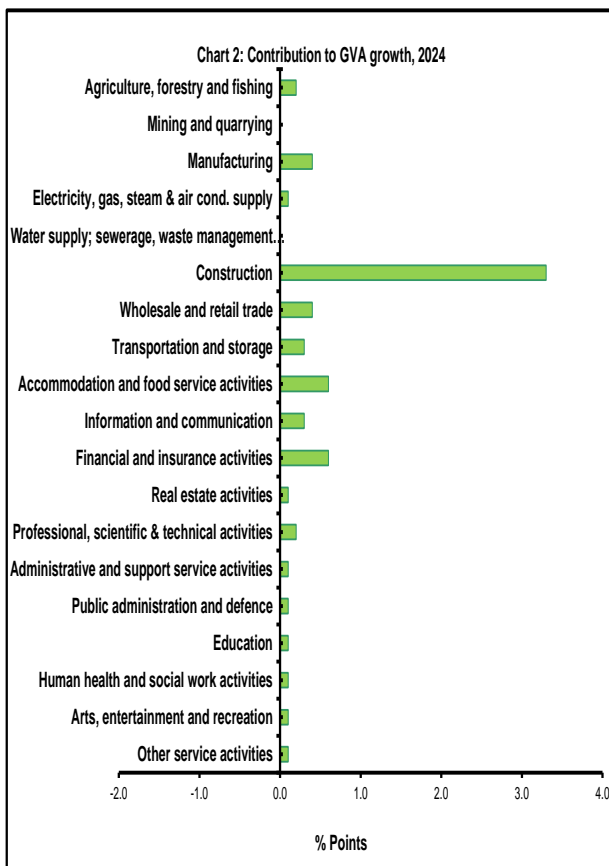 Chart 2: Contribution to GVA growth, 2024
Agriculture, forestry and fishing
Mining and quarrying
Manufacturing
Electricity, gas, steam & air cond. supply
Water supply; sewerage, waste management...
Construction
Wholesale and retail trade
Transportation and storage
Accommodation and food service activities
Information and communication
Financial and insurance activities
Real estate activities
Professional, scientific & technical activities
Administrative and support service activities
Public administration and defence
Education
Human health and social work activities
Arts, entertainment and recreation
Other service activities
-2.0 -1.0 0.0 1.0 2.0 3.0 4.0
% Points